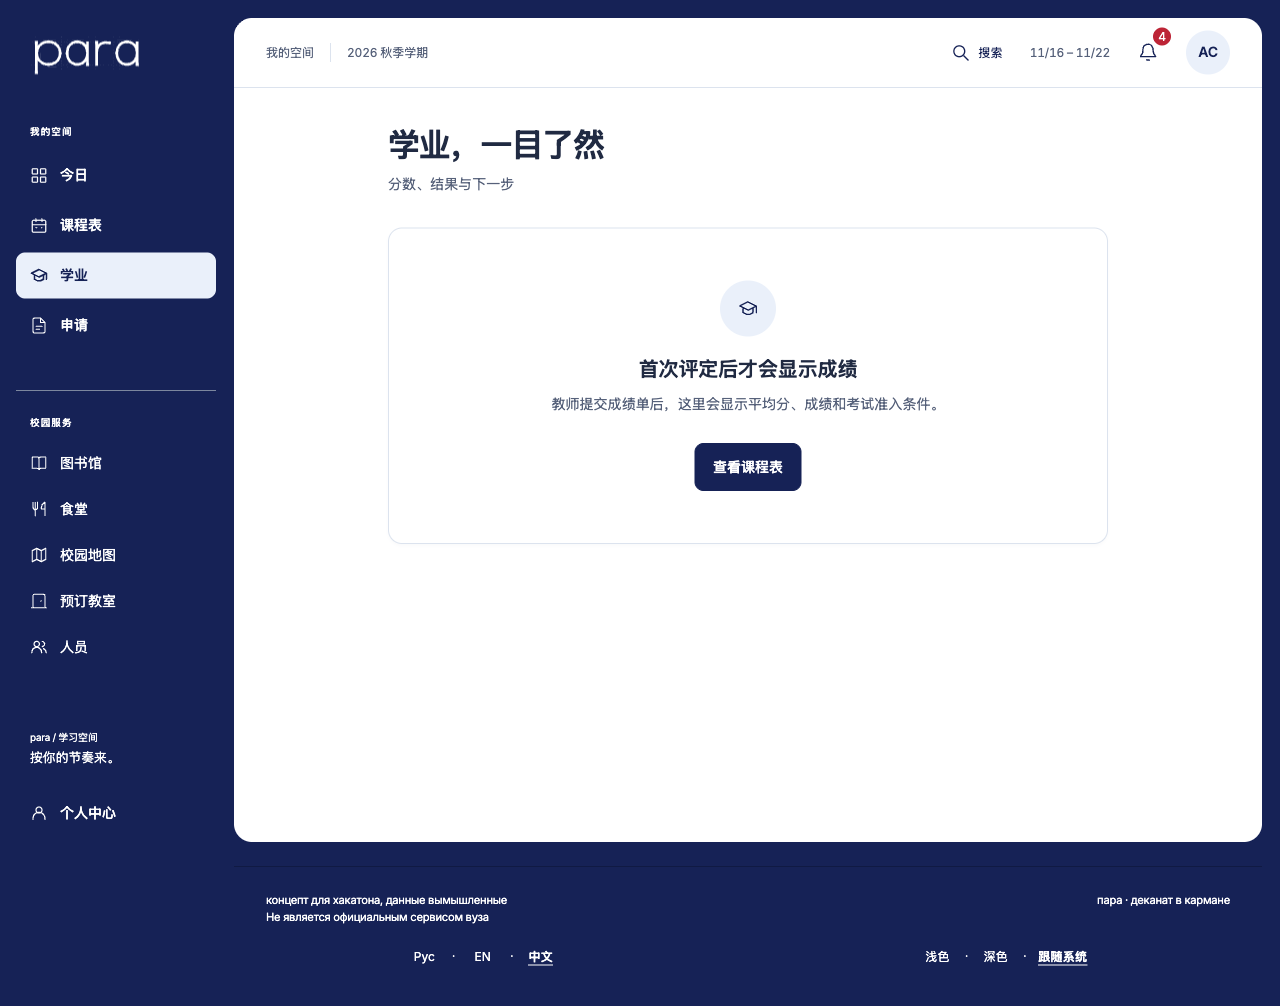 para
我的空间
今日
课程表
学业
申请
校园服务
图书馆
食堂
校园地图
预订教室
人员
para / 学习空间
按你的节奏来。
个人中心
我的空间
2026 秋季学期
搜索
11/16 – 11/22
4
AC
学业，一目了然
分数、结果与下一步
首次评定后才会显示成绩
教师提交成绩单后，这里会显示平均分、成绩和考试准入条件。
查看课程表
концепт для хакатона, данные вымышленные
Не является официальным сервисом вуза
пара · деканат в кармане
Рус · EN · 中文
浅色 · 深色 · 跟随系统